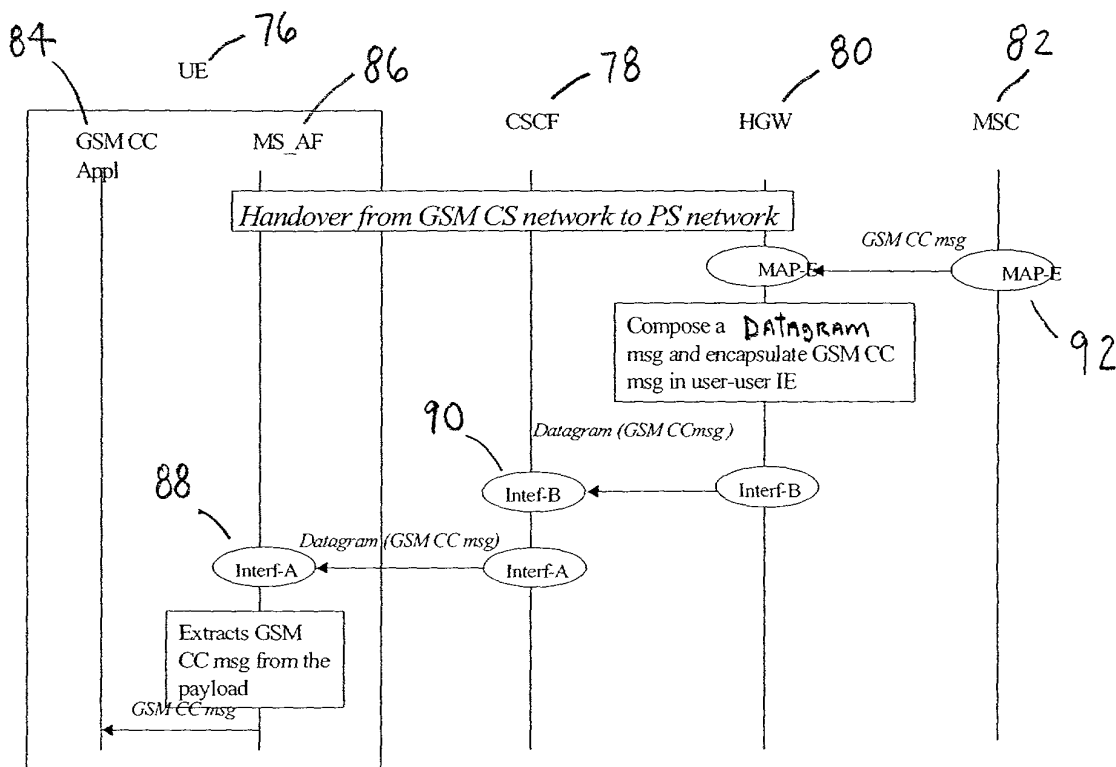 84
76
UE
86
78
80
82
GSM CC
Appl
MS_AF
CSCF
HGW
MSC
Handover from GSM CS network to PS network
GSM CC msg
MAP-E
MAP-E
92
Compose a DATAGRAM
msg and encapsulate GSM CC
msg in user-user IE
90
Datagram (GSM CCmsg)
Intef-B
Interf-B
88
Datagram (GSM CC msg)
Interf-A
Interf-A
Extracts GSM
CC msg from the
payload
GSM CC msg